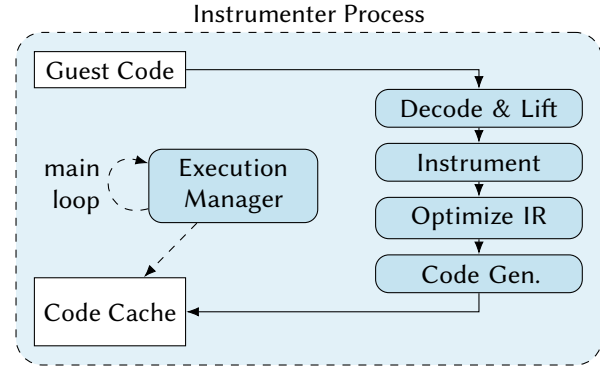 Instrumenter Process
Guest Code
Decode & Lift
Instrument
Optimize IR
Code Gen.
main
loop
Execution
Manager
Code Cache